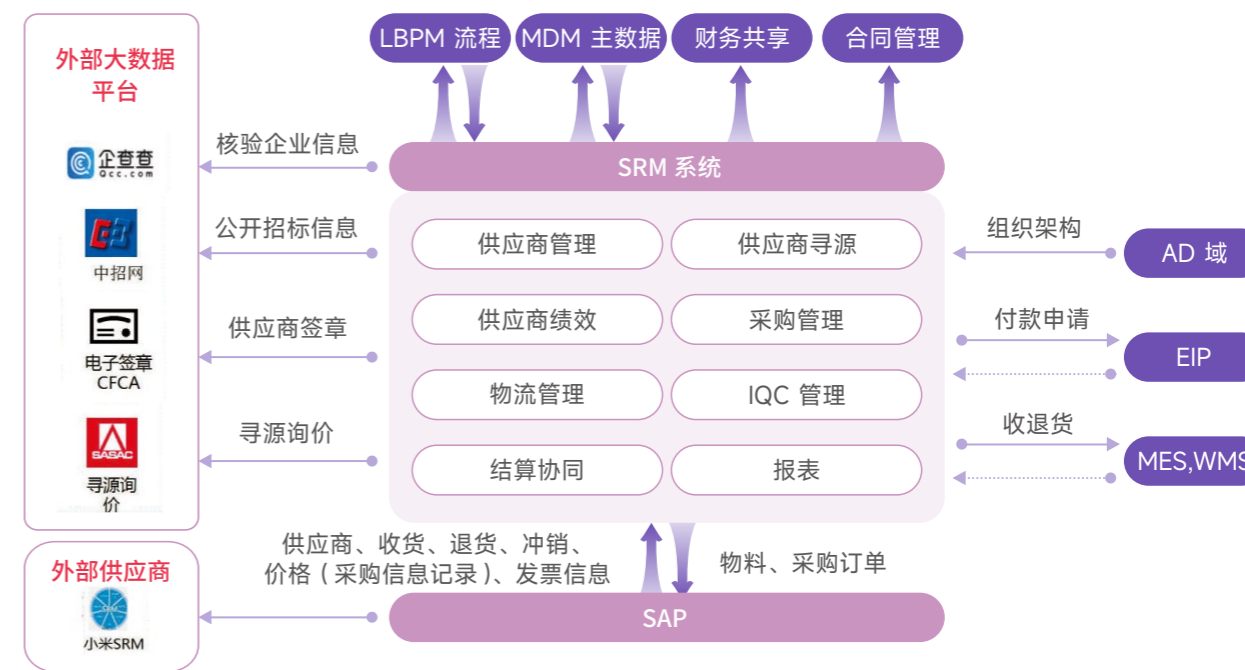 LBPM 流程
MDM 主数据
财务共享
合同管理
外部大数据
平台
企查查
Qcc.com
中招网
电子签章
CFCA
SASAC
寻源询
价
核验企业信息
公开招标信息
供应商签章
寻源询价
SRM 系统
供应商管理
供应商寻源
供应商绩效
采购管理
物流管理
IQC 管理
结算协同
报表
组织架构
AD 域
付款申请
EIP
收退货
MES,WMS
供应商、收货、退货、冲销、
价格 ( 采购信息记录 )、发票信息
物料、采购订单
外部供应商
小米SRM
SAP